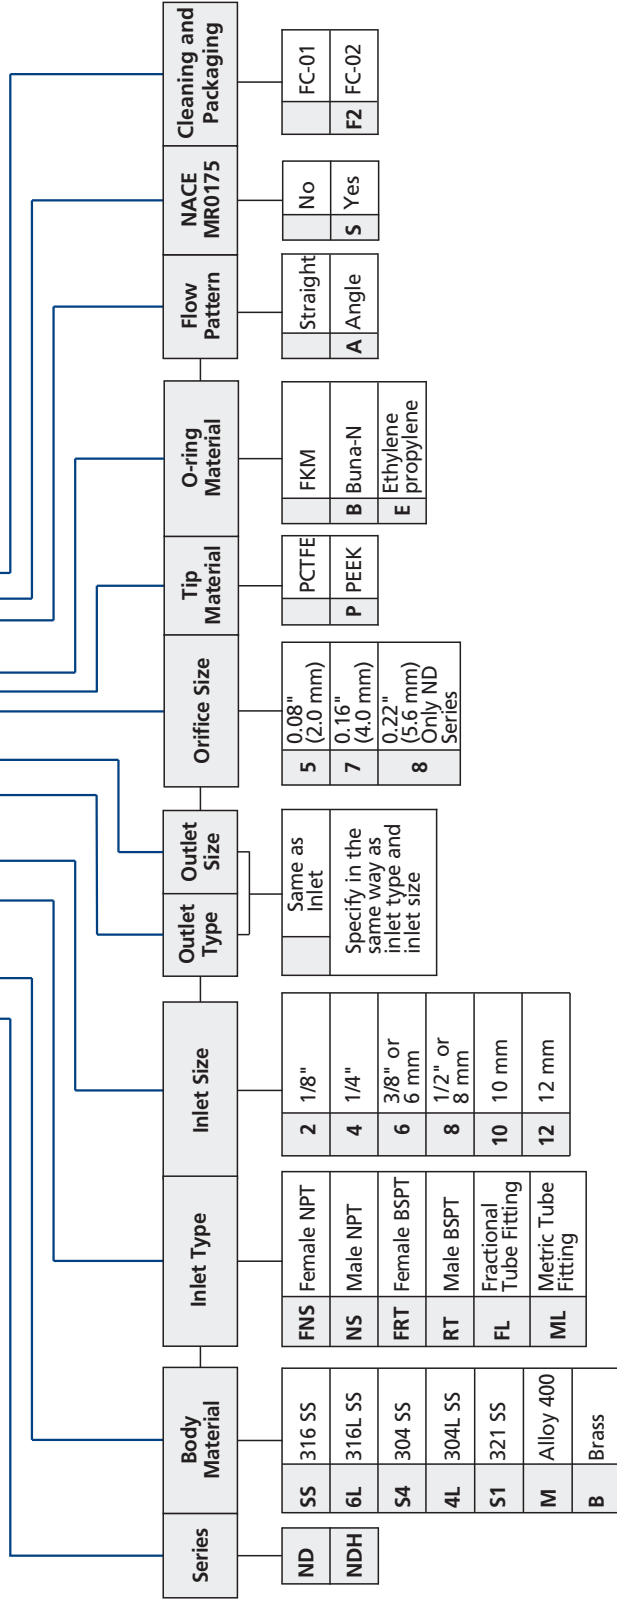 Series
ND
NDH
Body
Material
SS 316 SS
6L 316L SS
S4 304 SS
4L 304L SS
S1 321 SS
M Alloy 400
B Brass
Inlet Type
FNS Female NPT
NS Male NPT
FRT Female BSPT
RT Male BSPT
FL Fractional
Tube Fitting
ML Metric Tube
Fitting
Inlet Size
2 1/8"
4 1/4"
6 3/8" or
6 mm
8 1/2" or
8 mm
10 10 mm
12 12 mm
Outlet
Type
Outlet
Size
Same as
Inlet
Specify in the
same way as
inlet type and
inlet size
Orifice Size
5 0.08"
(2.0 mm)
7 0.16"
(4.0 mm)
8 0.22"
(5.6 mm)
Only ND
Series
Tip
Material
PCTFE
P PEEK
O-ring
Material
FKM
B Buna-N
E Ethylene
propylene
Flow
Pattern
Straight
A Angle
NACE
MR0175
No
S Yes
Cleaning and
Packaging
FC-01
F2 FC-02